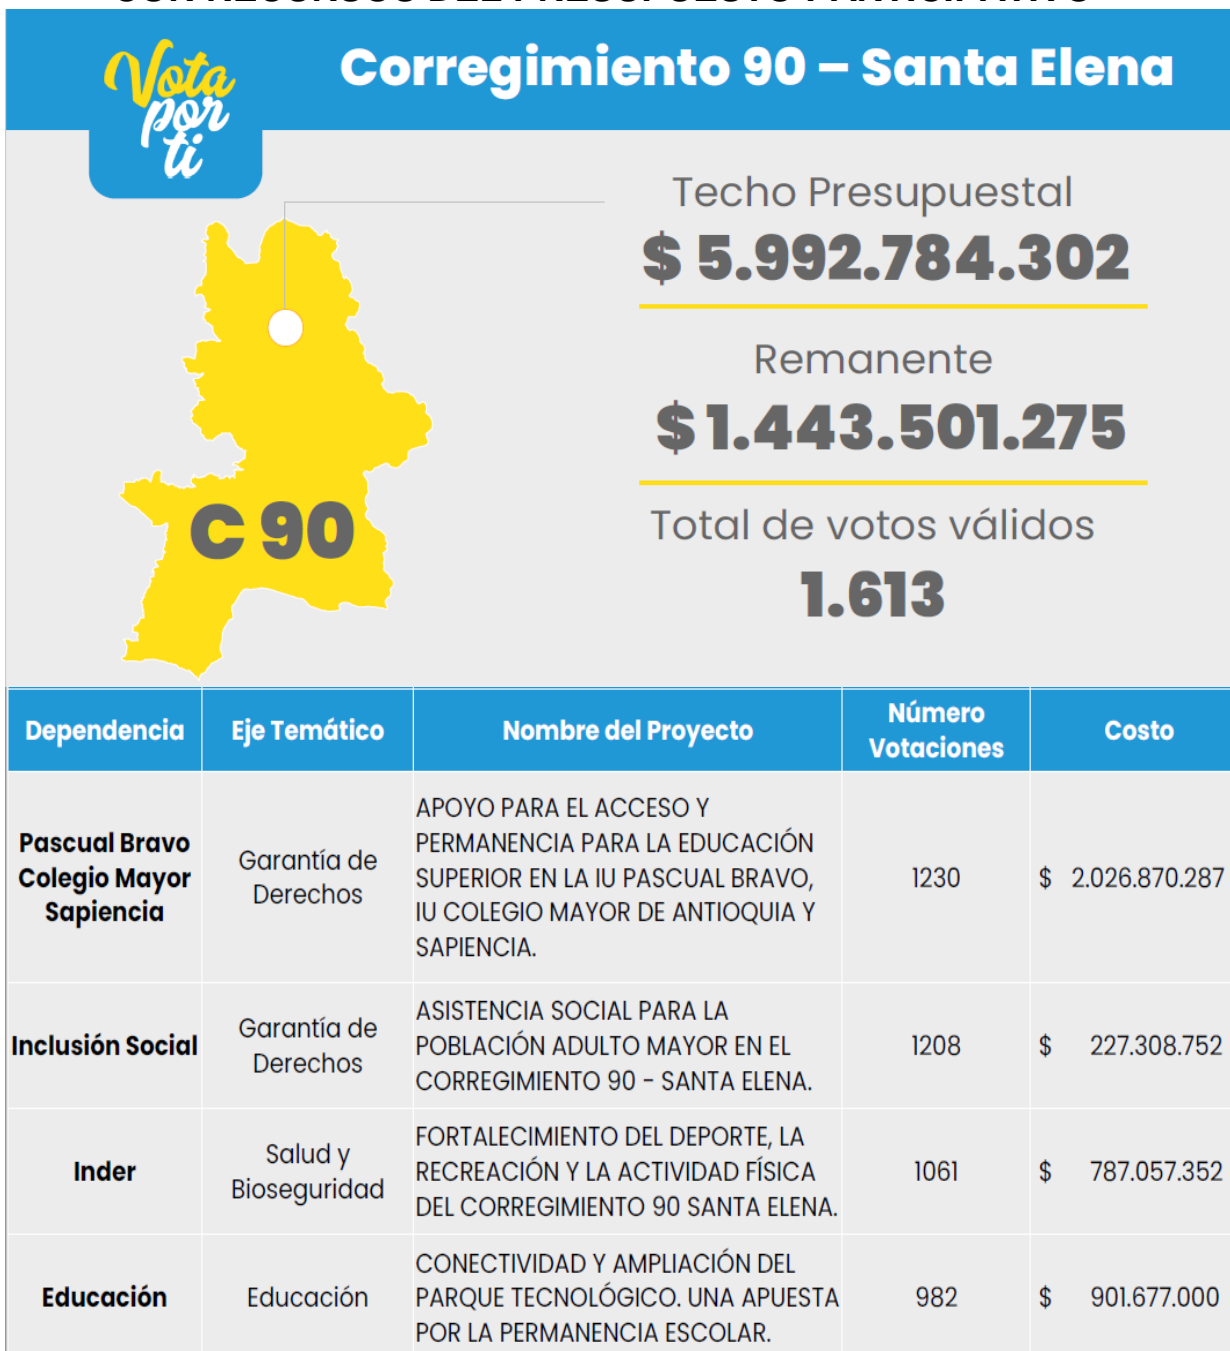 CON RECURSOS DEL PRESUPUESTO PARTICIPATIVO
Vota
por
ti
Corregimiento 90 – Santa Elena
Techo Presupuestal
$ 5.992.784.302
Remanente
$ 1.443.501.275
Total de votos válidos
1.613
C 90
Dependencia
Eje Temático
Nombre del Proyecto
Número
Votaciones
Costo
Pascual Bravo
Colegio Mayor
Sapiencia
Garantía de
Derechos
APOYO PARA EL ACCESO Y
PERMANENCIA PARA LA EDUCACIÓN
SUPERIOR EN LA IU PASCUAL BRAVO,
IU COLEGIO MAYOR DE ANTIOQUIA Y
SAPIENCIA.
1230
$ 2.026.870.287
Inclusión Social
Garantía de
Derechos
ASISTENCIA SOCIAL PARA LA
POBLACIÓN ADULTO MAYOR EN EL
CORREGIMIENTO 90 - SANTA ELENA.
1208
$ 227.308.752
Inder
Salud y
Bioseguridad
FORTALECIMIENTO DEL DEPORTE, LA
RECREACIÓN Y LA ACTIVIDAD FÍSICA
DEL CORREGIMIENTO 90 SANTA ELENA.
1061
$ 787.057.352
Educación
Educación
CONECTIVIDAD Y AMPLIACIÓN DEL
PARQUE TECNOLÓGICO. UNA APUESTA
POR LA PERMANENCIA ESCOLAR.
982
$ 901.677.000